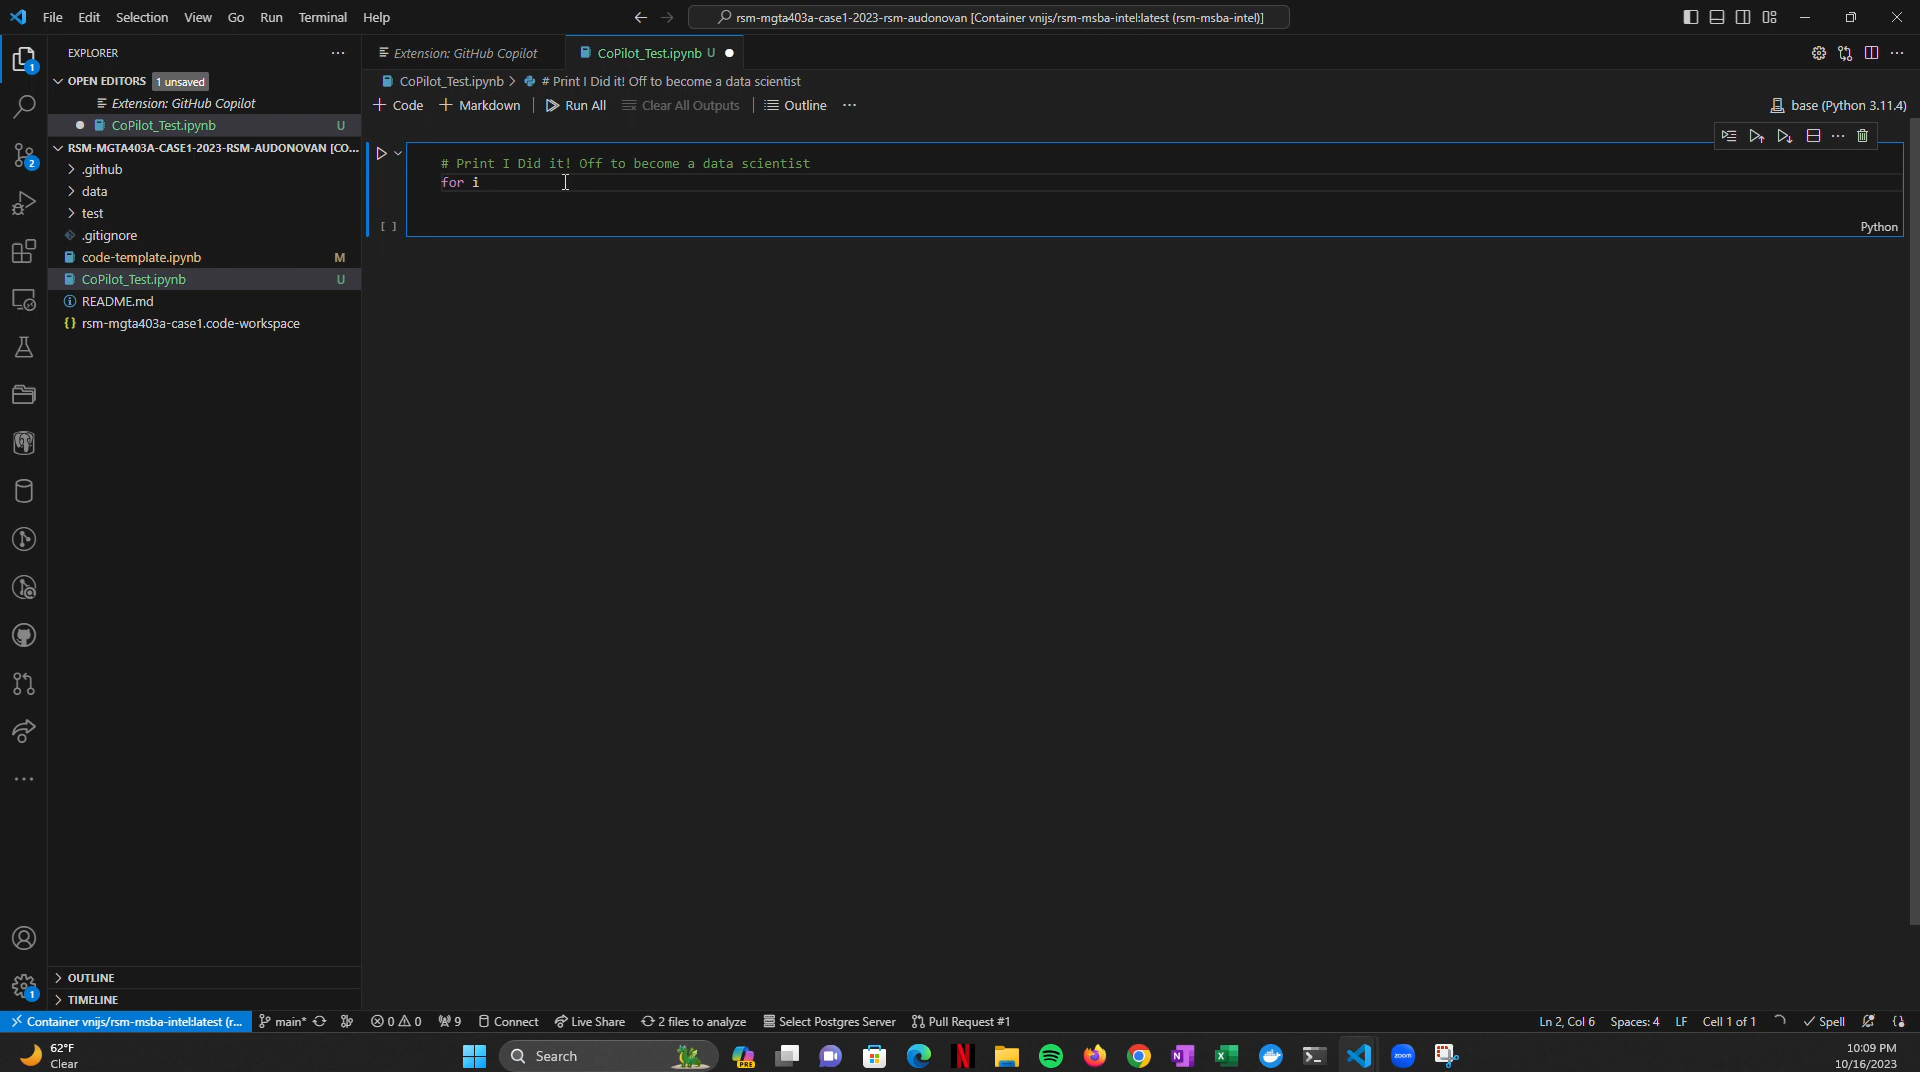 File Edit Selection View Go Run Terminal Help
rsm-mgta403a-case1-2023-rsm-audonovan [Container vnijs/rsm-msba-intel:latest (rsm-msba-intel)]
EXPLORER
Extension: GitHub Copilot
CoPilot_Test.ipynb U
OPEN EDITORS 1 unsaved
CoPilot_Test.ipynb > # Print I Did it! Off to become a data scientist
Extension: GitHub Copilot
Code Markdown Run All Clear All Outputs Outline
base (Python 3.11.4)
CoPilot_Test.ipynb U
RSM-MGTA403A-CASE1-2023-RSM-AUDONOVAN [CO...
.github
data
test
.gitignore
code-template.ipynb M
CoPilot_Test.ipynb U
README.md
rsm-mgta403a-case1.code-workspace
# Print I Did it! Off to become a data scientist
for i
[ ]
Python
1
2
1
OUTLINE
TIMELINE
Container vnijs/rsm-msba-intel:latest (r... main* 0 0 9 Connect Live Share 2 files to analyze Select Postgres Server Pull Request #1
Ln 2, Col 6 Spaces: 4 LF Cell 1 of 1 Spell
62°F
Clear
Search
PRE
zoom
10:09 PM
10/16/2023